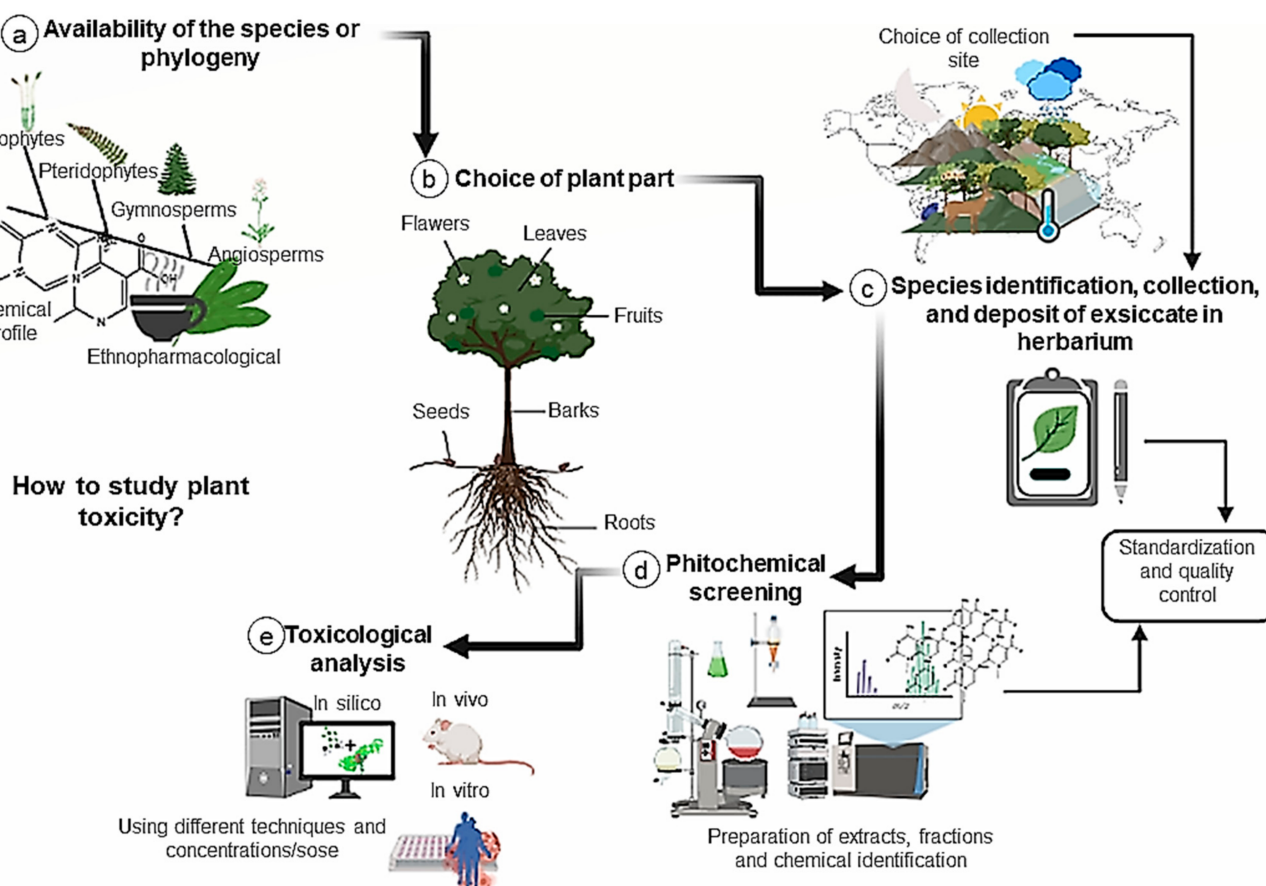 a Availability of the species or
phylogeny
ophytes
Pteridophytes
Gymnosperms
Angiosperms
emical
rofile
Ethnopharmacological
b Choice of plant part
Flawers
Leaves
Fruits
Seeds
Barks
Roots
Choice of collection
site
c Species identification, collection,
and deposit of exsiccate in
herbarium
Standardization
and quality
control
How to study plant
toxicity?
d Phitochemical
screening
m/z
Preparation of extracts, fractions
and chemical identification
e Toxicological
analysis
In silico
In vivo
In vitro
Using different techniques and
concentrations/sose